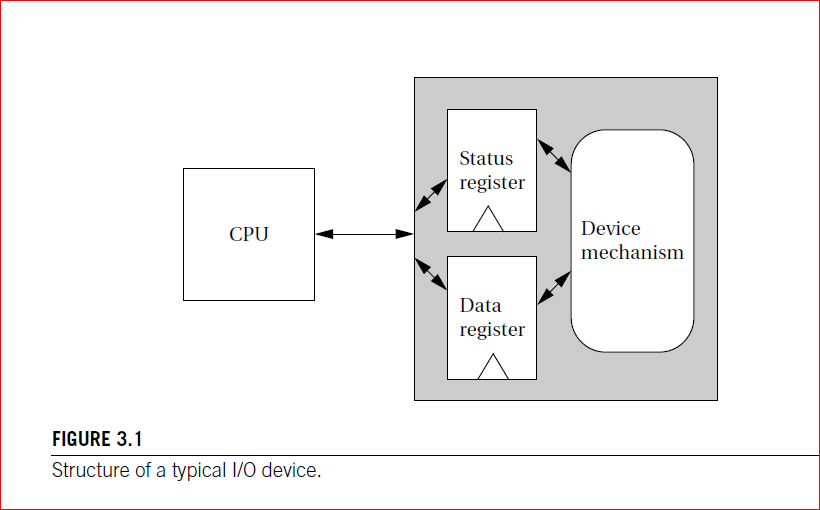 CPU
Status
register
Data
register
Device
mechanism
FIGURE 3.1
Structure of a typical I/O device.